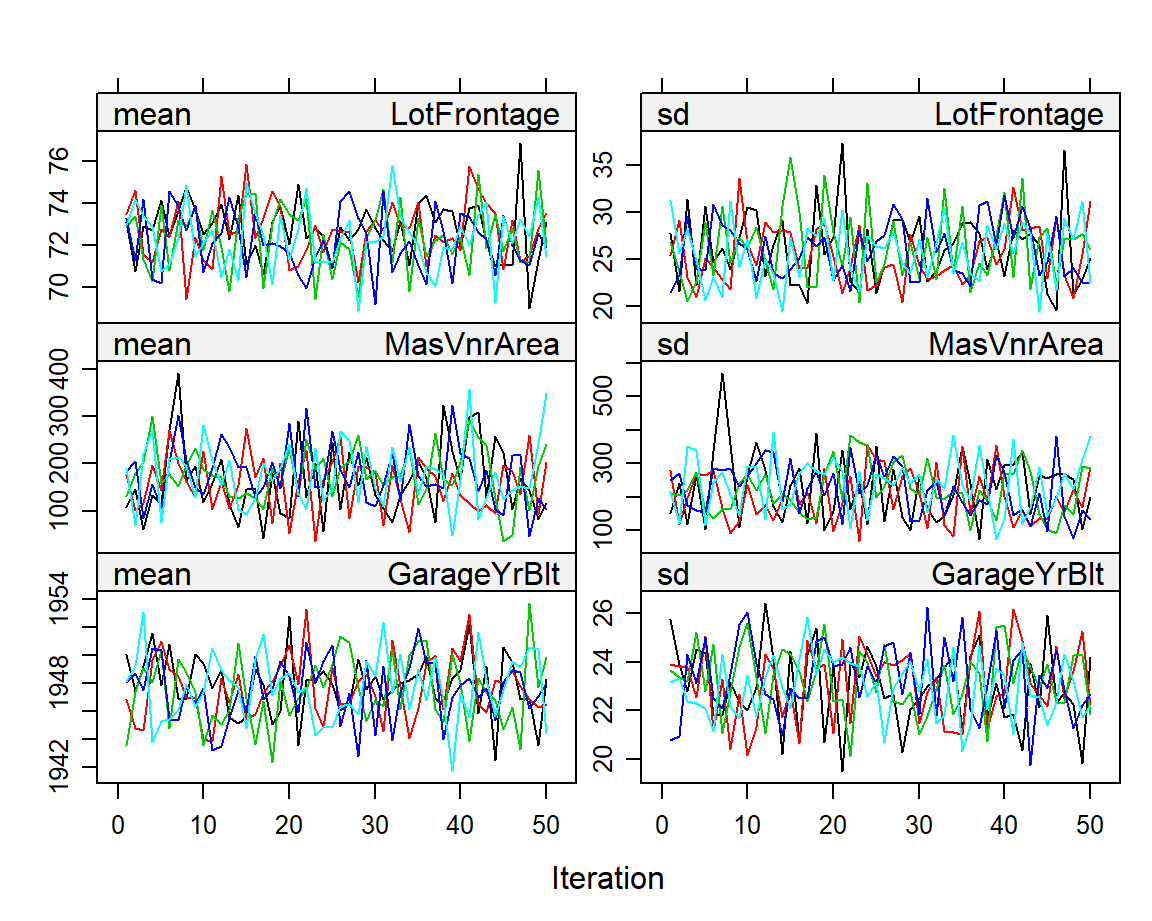 mean LotFrontage sd LotFrontage
76 74 72 70
35 30 25 20
mean MasVnrArea sd MasVnrArea
400 300 200 100
500 300 100
mean GarageYrBlt sd GarageYrBlt
1954 1948 1942
26 24 22 20
0 10 20 30 40 50 0 10 20 30 40 50
Iteration